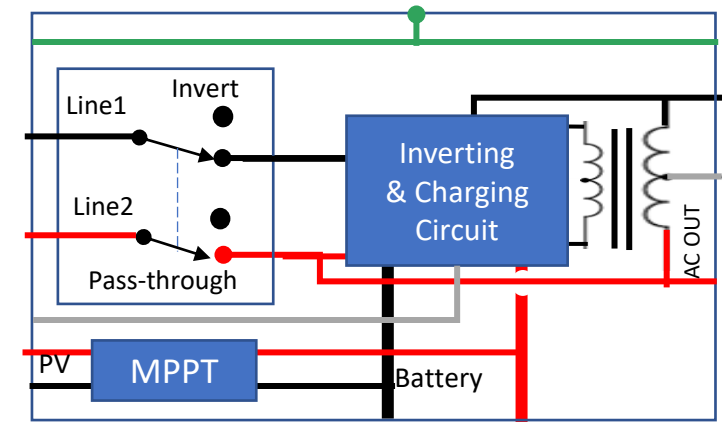 Invert
Line1
Inverting
& Charging
Circuit
Line2
AC OUT
Pass-through
PV
MPPT
Battery